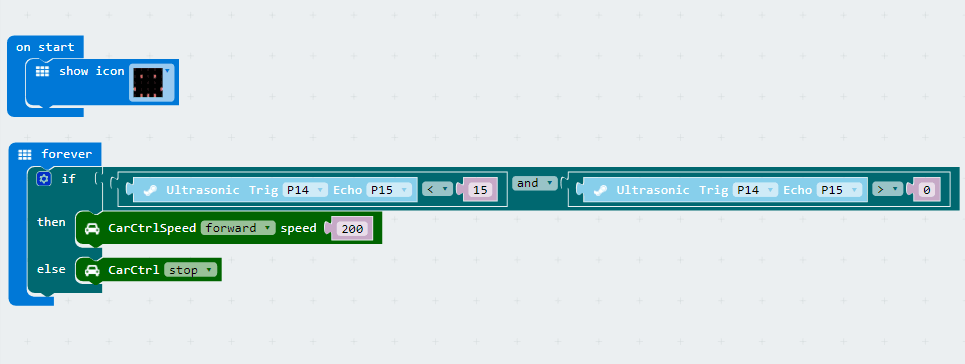 on start
show icon
forever
if Ultrasonic Trig P14 Echo P15 < 15 and Ultrasonic Trig P14 Echo P15 > 0
then CarCtrlSpeed forward speed 200
else CarCtrl stop